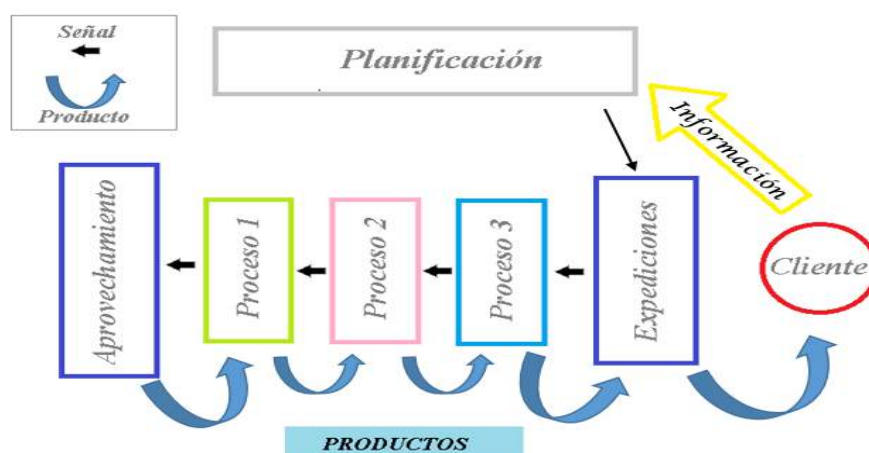 Señal
Producto
Planificación
Información
Aprovechamiento
Proceso 1
Proceso 2
Proceso 3
Expediciones
Cliente
PRODUCTOS